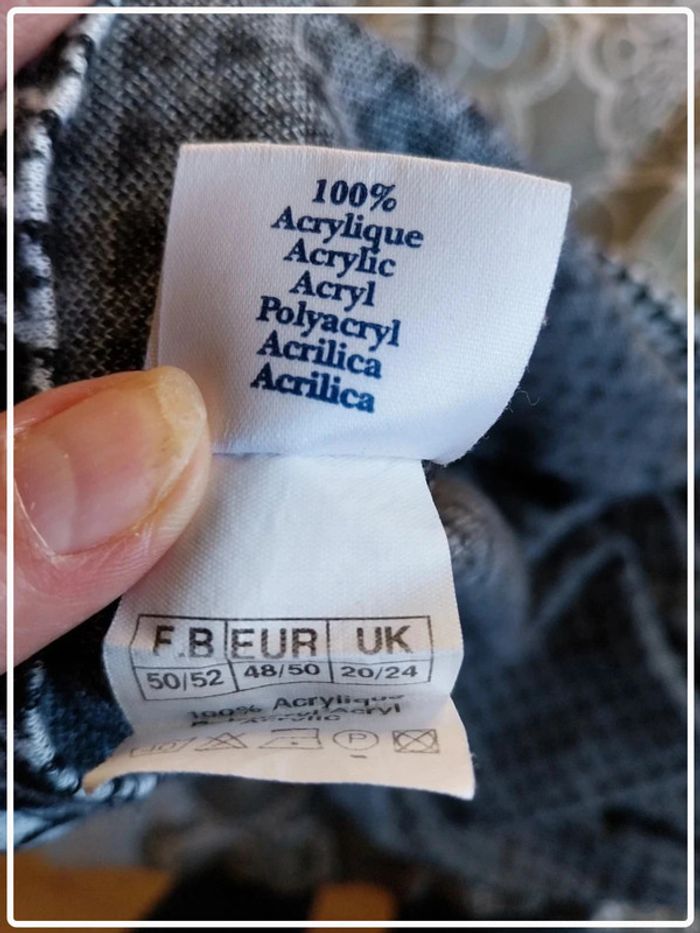 100%
Acrylique
Acrylic
Acryl
Polyacryl
Acrilica
Acrilica
F.B EUR UK
50/52 48/50 20/24
100% Acrylique
P